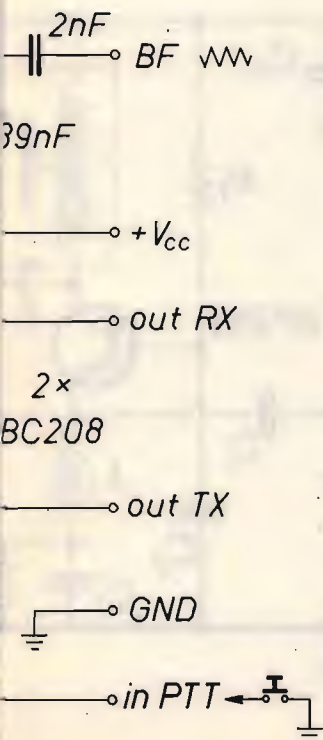 2nF
BF
39nF
+Vcc
out RX
2×
BC208
out TX
GND
in PTT